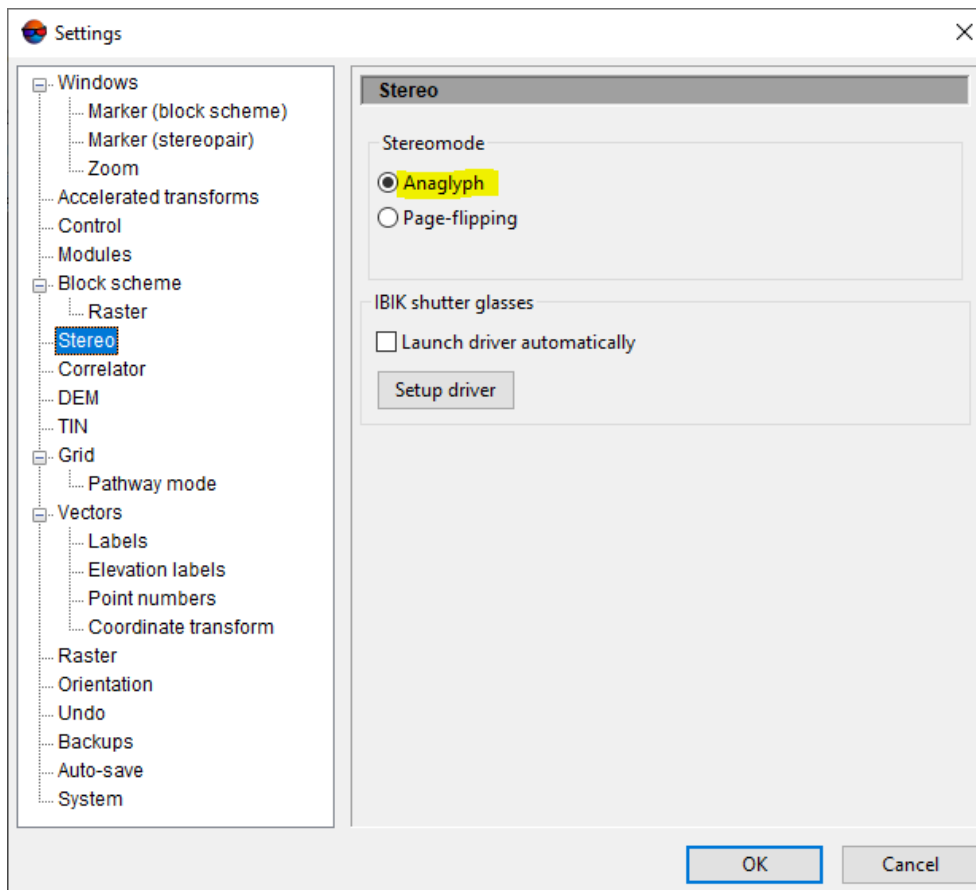 Settings
Windows
Marker (block scheme)
Marker (stereopair)
Zoom
Accelerated transforms
Control
Modules
Block scheme
Raster
Stereo
Correlator
DEM
TIN
Grid
Pathway mode
Vectors
Labels
Elevation labels
Point numbers
Coordinate transform
Raster
Orientation
Undo
Backups
Auto-save
System
Stereo
Stereomode
Anaglyph
Page-flipping
IBIK shutter glasses
Launch driver automatically
Setup driver
OK
Cancel